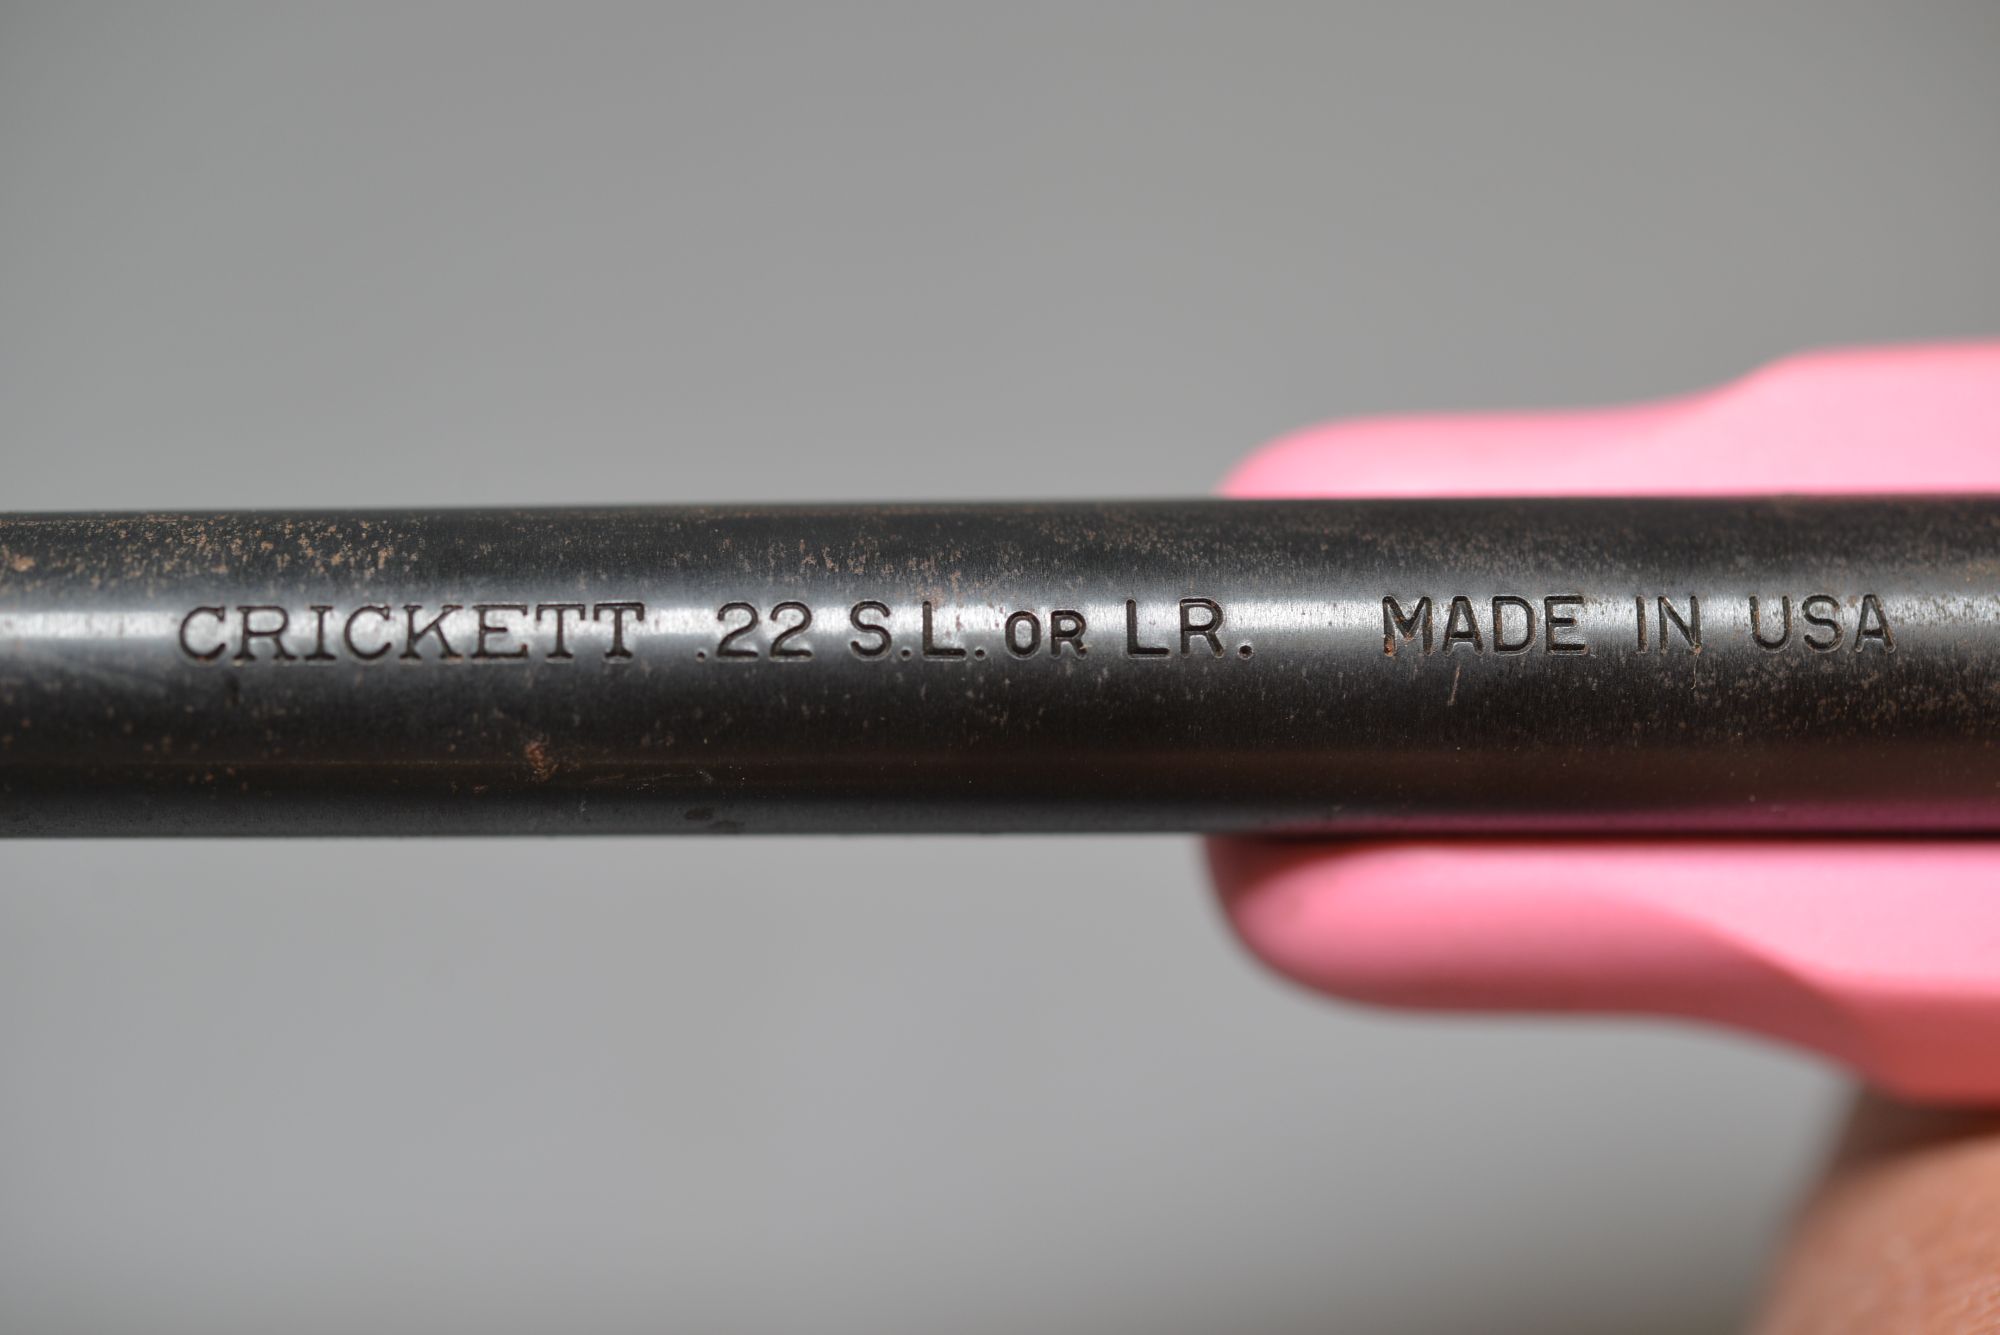 CRICKETT .22 S.L. OR LR. MADE IN USA